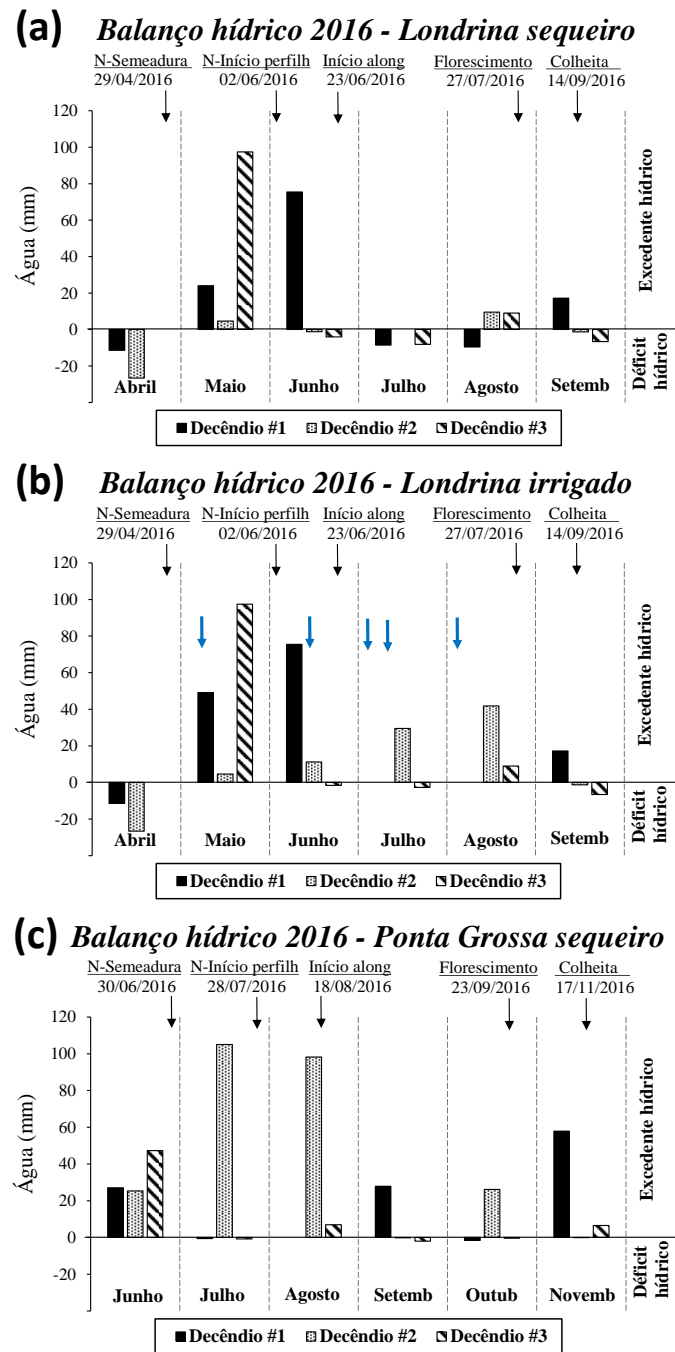 (a) Balanço hídrico 2016 - Londrina sequeiro
N-Semeadura N-Início perfilh Início along Florescimento Colheita
29/04/2016 02/06/2016 23/06/2016 27/07/2016 14/09/2016
120
100
80
60
40
20
0
-20
Água (mm)
Excedente hídrico
Déficit
hídrico
Abril Maio Junho Julho Agosto Setemb
Decêndio #1 Decêndio #2 Decêndio #3
(b) Balanço hídrico 2016 - Londrina irrigado
N-Semeadura N-Início perfilh Início along Florescimento Colheita
29/04/2016 02/06/2016 23/06/2016 27/07/2016 14/09/2016
120
100
80
60
40
20
0
-20
Água (mm)
Excedente hídrico
Déficit
hídrico
Abril Maio Junho Julho Agosto Setemb
Decêndio #1 Decêndio #2 Decêndio #3
(c) Balanço hídrico 2016 - Ponta Grossa sequeiro
N-Semeadura N-Início perfilh Início along Florescimento Colheita
30/06/2016 28/07/2016 18/08/2016 23/09/2016 17/11/2016
120
100
80
60
40
20
0
-20
Água (mm)
Excedente hídrico
Déficit
hídrico
Junho Julho Agosto Setemb Outub Novemb
Decêndio #1 Decêndio #2 Decêndio #3